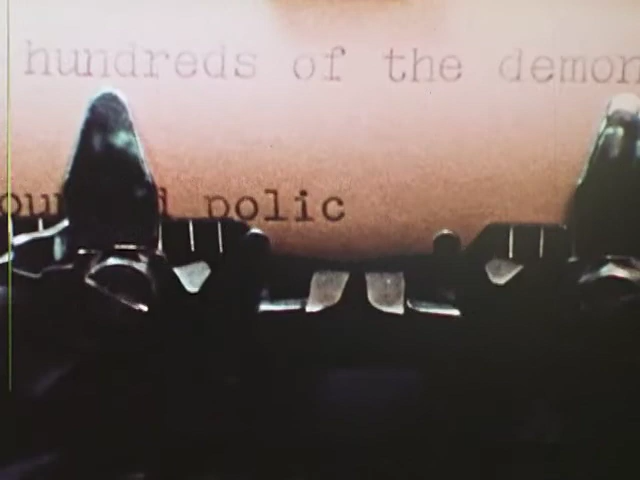 hundreds of the demon
polic